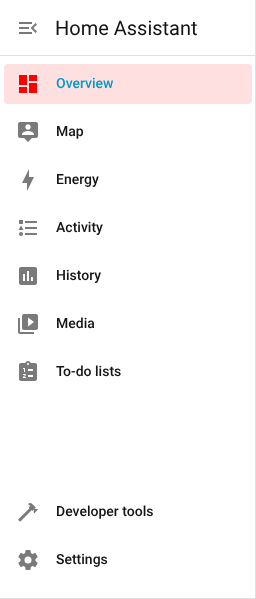 Home Assistant
Overview
Map
Energy
Activity
History
Media
To-do lists
Developer tools
Settings